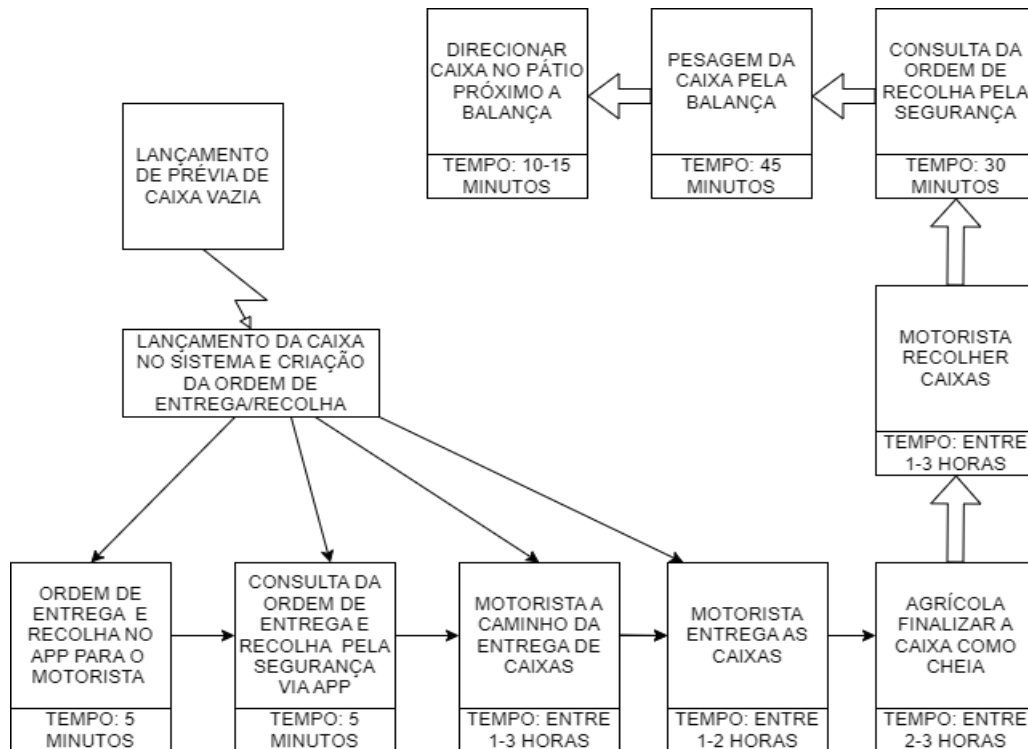 DIRECIONAR
CAIXA NO PÁTIO
PRÓXIMO A
BALANÇA
TEMPO: 10-15
MINUTOS
PESAGEM DA
CAIXA PELA
BALANÇA
TEMPO: 45
MINUTOS
CONSULTA DA
ORDEM DE
RECOLHA PELA
SEGURANÇA
TEMPO: 30
MINUTOS
LANÇAMENTO
DE PRÉVIA DE
CAIXA VAZIA
LANÇAMENTO DA CAIXA
NO SISTEMA E CRIAÇÃO
DA ORDEM DE
ENTREGA/RECOLHA
MOTORISTA
RECOLHER
CAIXAS
TEMPO: ENTRE
1-3 HORAS
ORDEM DE
ENTREGA E
RECOLHA NO
APP PARA O
MOTORISTA
TEMPO: 5
MINUTOS
CONSULTA DA
ORDEM DE
ENTREGA E
RECOLHA PELA
SEGURANÇA
VIA APP
TEMPO: 5
MINUTOS
MOTORISTA A
CAMINHO DA
ENTREGA DE
CAIXAS
TEMPO: ENTRE
1-3 HORAS
MOTORISTA
ENTREGA AS
CAIXAS
TEMPO: ENTRE
1-2 HORAS
AGRÍCOLA
FINALIZAR A
CAIXA COMO
CHEIA
TEMPO: ENTRE
2-3 HORAS